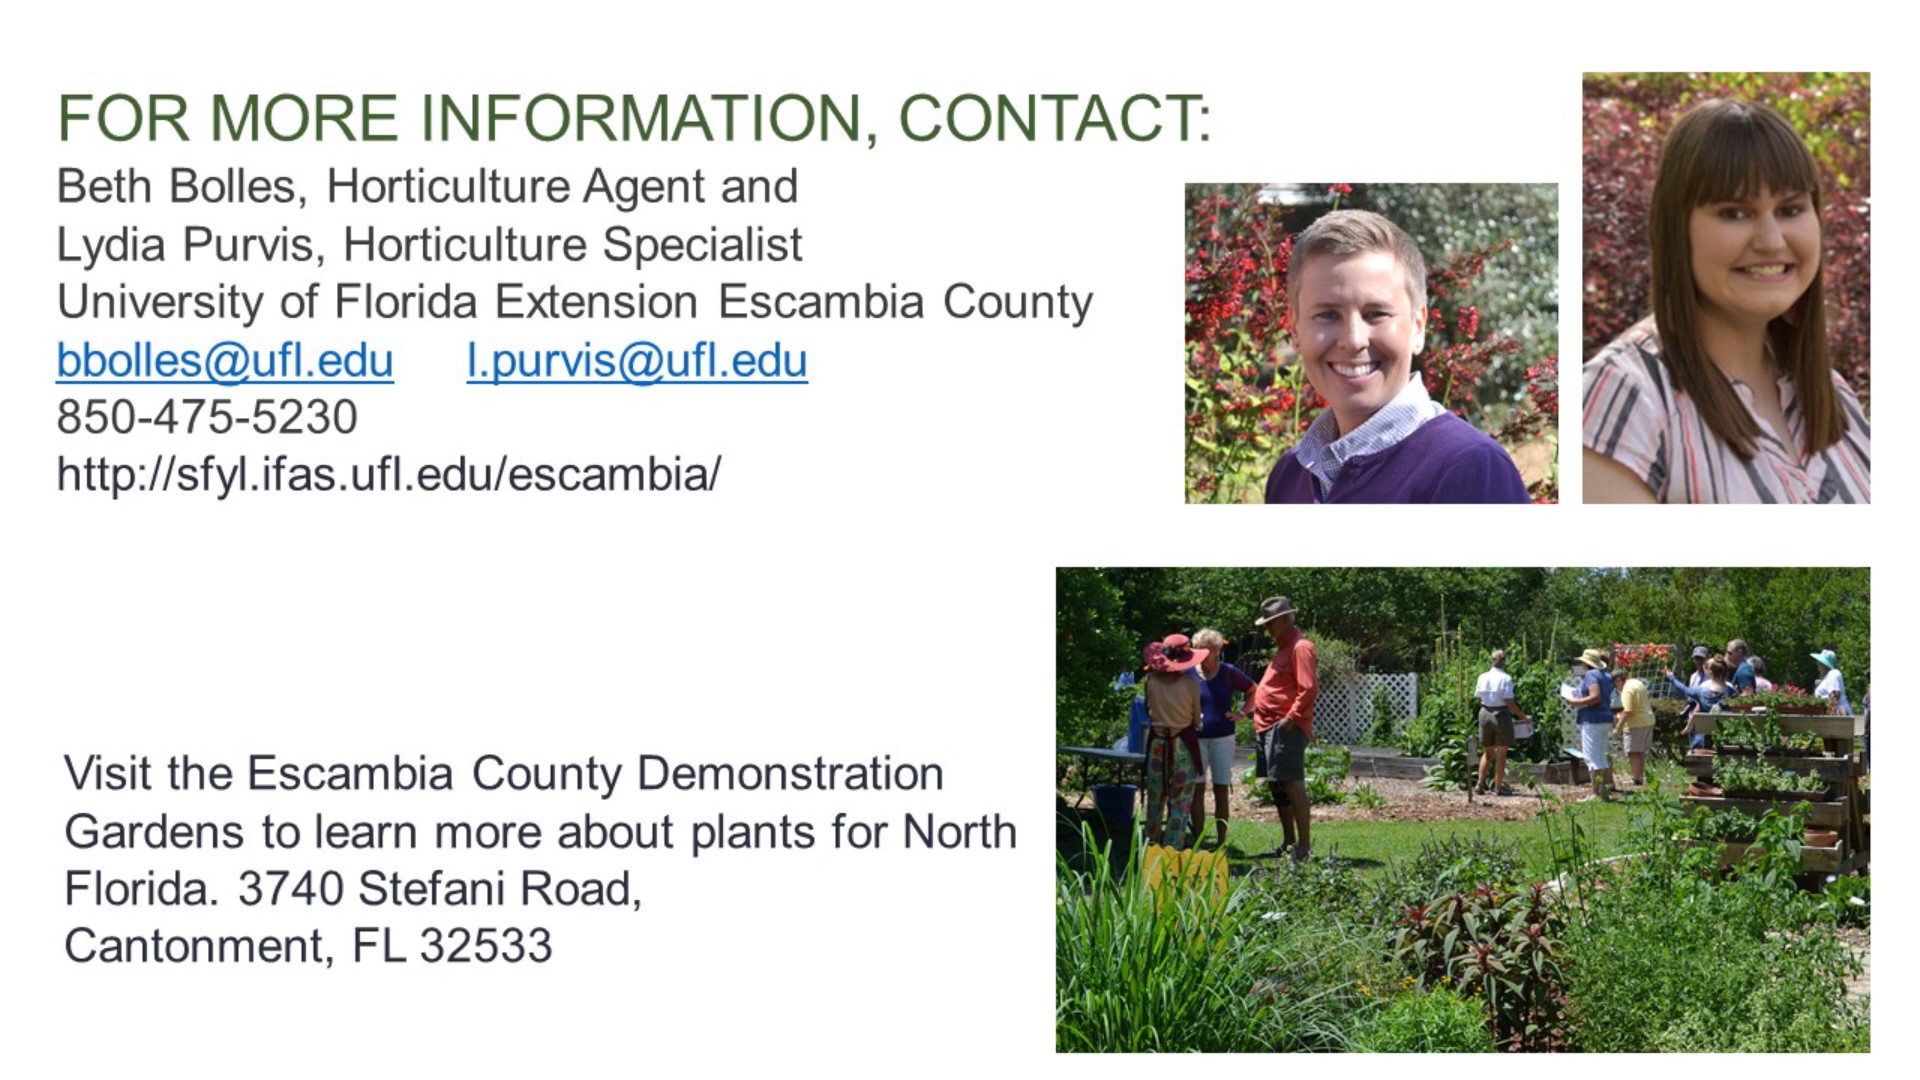 FOR MORE INFORMATION, CONTACT:
Beth Bolles, Horticulture Agent and
Lydia Purvis, Horticulture Specialist
University of Florida Extension Escambia County
bbolles@ufl.edu l.purvis@ufl.edu
850-475-5230
http://sfyl.ifas.ufl.edu/escambia/
Visit the Escambia County Demonstration
Gardens to learn more about plants for North
Florida. 3740 Stefani Road,
Cantonment, FL 32533